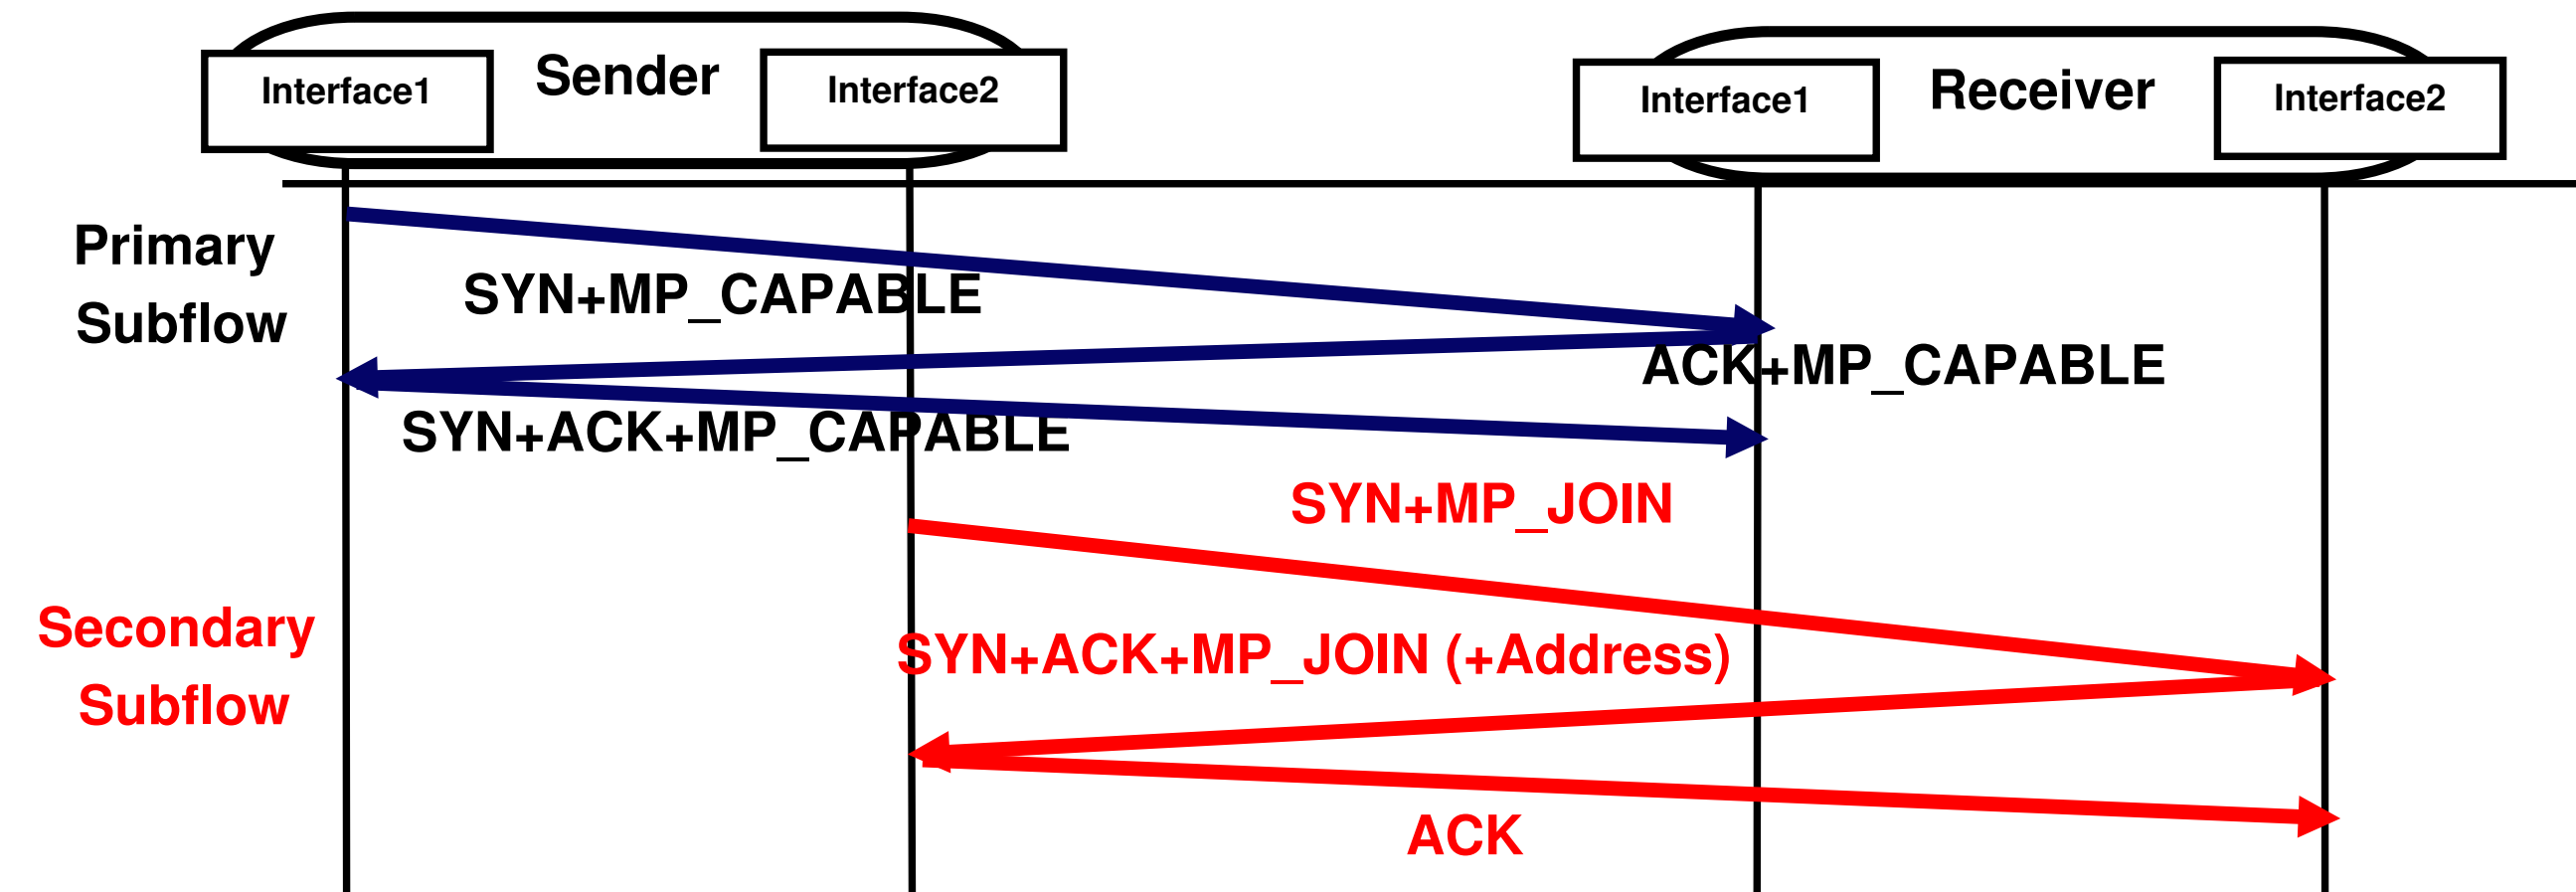 Interface1
Sender
Interface2
Interface1
Receiver
Interface2
Primary
Subflow
SYN+MP_CAPABLE
ACK+MP_CAPABLE
SYN+ACK+MP_CAPABLE
SYN+MP_JOIN
Secondary
Subflow
SYN+ACK+MP_JOIN (+Address)
ACK